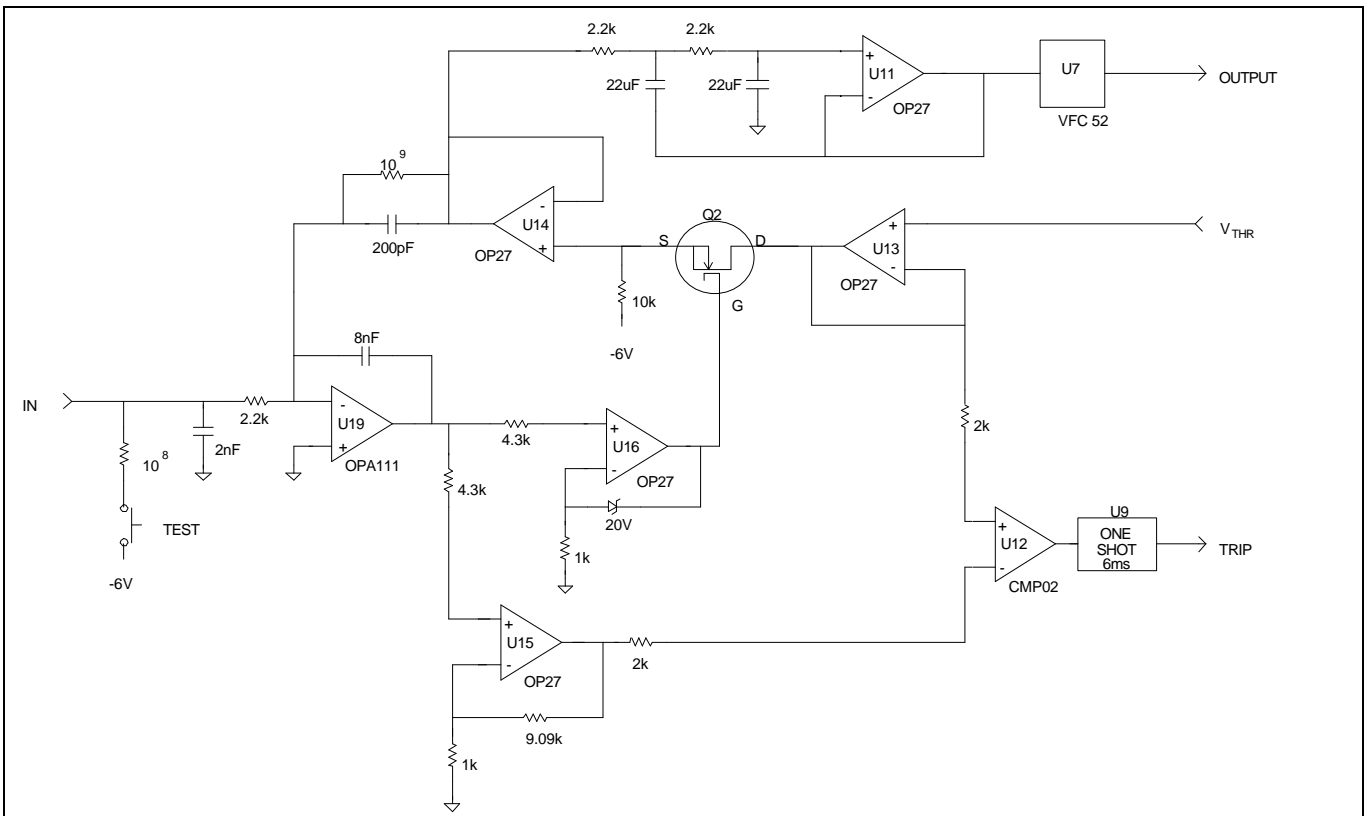 2.2k
2.2k
22uF
22uF
+
U11
-
OP27
U7
VFC 52
OUTPUT
10^9
200pF
-
U14
+
OP27
S
Q2
D
G
10k
-6V
+
U13
-
OP27
V_THR
8nF
IN
2.2k
2nF
10^8
TEST
-6V
-
U19
+
OPA111
4.3k
4.3k
+
U16
-
OP27
20V
1k
2k
+
U12
-
CMP02
U9
ONE
SHOT
6ms
TRIP
+
U15
-
OP27
2k
9.09k
1k